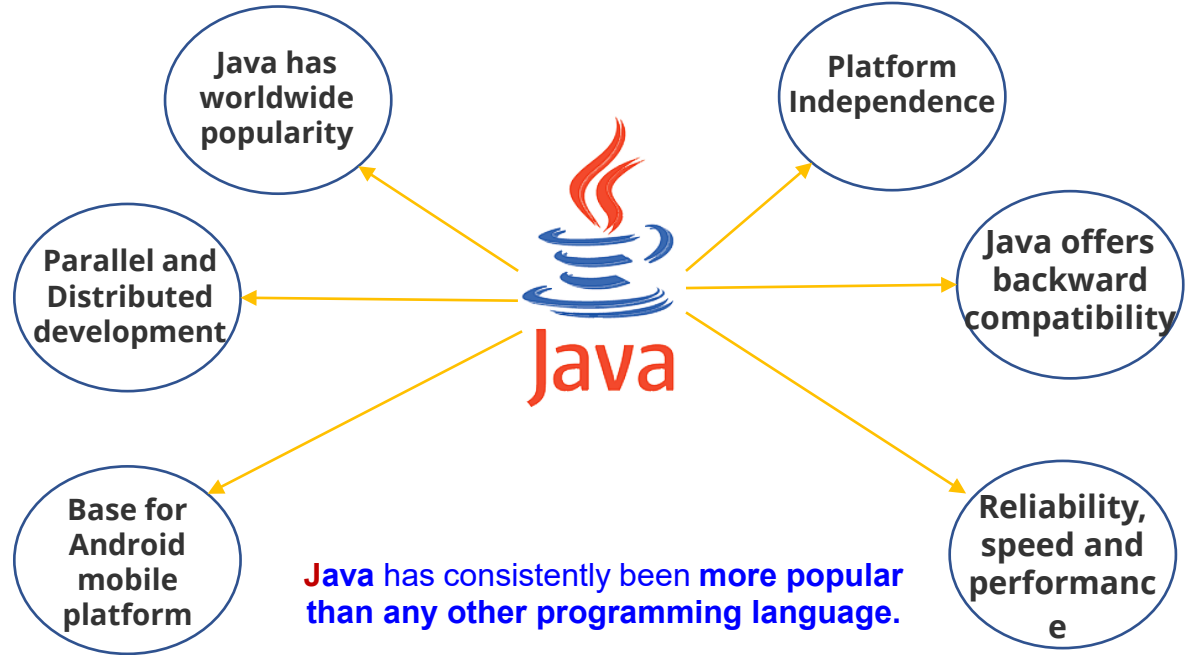 Java has
worldwide
popularity
Platform
Independence
Parallel and
Distributed
development
Java offers
backward
compatibility
Java
Base for
Android
mobile
platform
Reliability,
speed and
performanc
e
Java has consistently been more popular
than any other programming language.